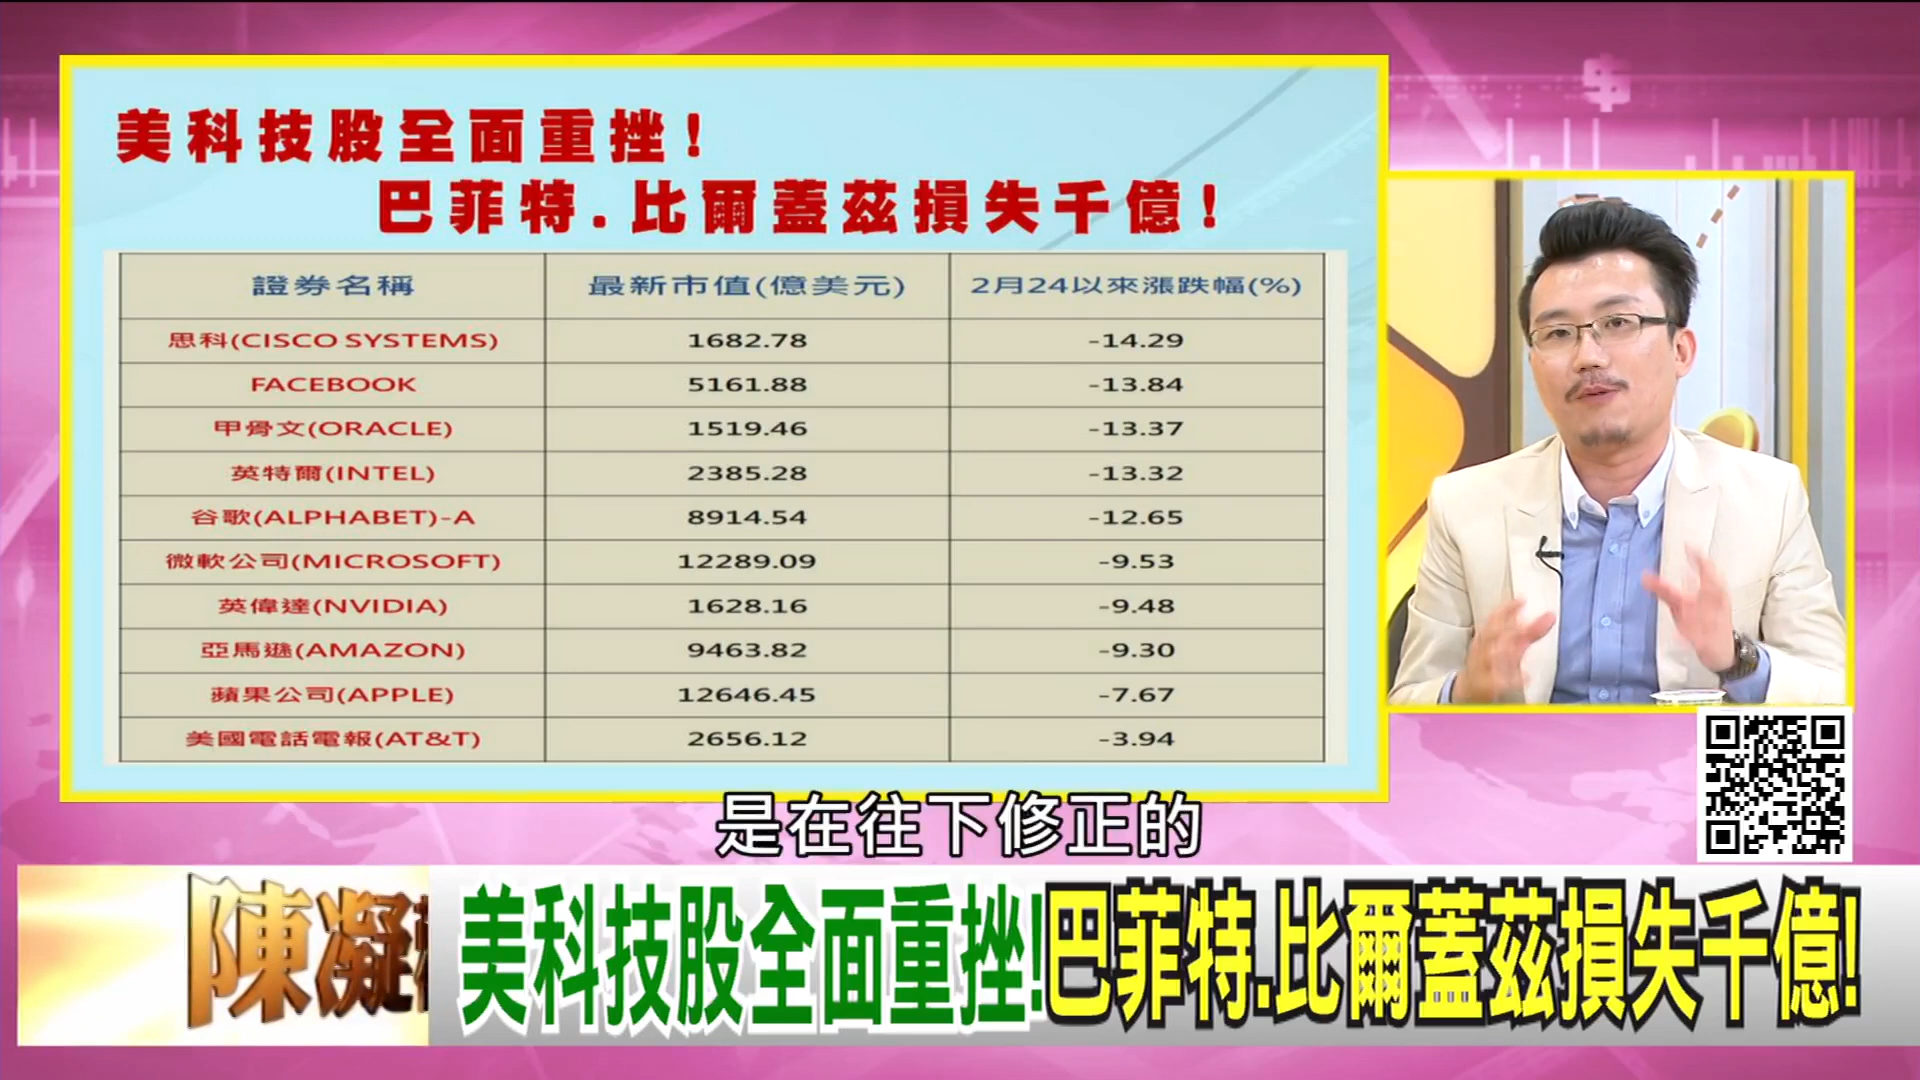 美科技股全面重挫!
巴菲特.比爾蓋茲損失千億!
證券名稱 最新市值(億美元) 2月24以來漲跌幅(%)
思科(CISCO SYSTEMS) 1682.78 -14.29
FACEBOOK 5161.88 -13.84
甲骨文(ORACLE) 1519.46 -13.37
英特爾(INTEL) 2385.28 -13.32
谷歌(ALPHABET)-A 8914.54 -12.65
微軟公司(MICROSOFT) 12289.09 -9.53
英偉達(NVIDIA) 1628.16 -9.48
亞馬遜(AMAZON) 9463.82 -9.30
蘋果公司(APPLE) 12646.45 -7.67
美國電話電報(AT&T) 2656.12 -3.94
是在往下修正的
陳凝
美科技股全面重挫!巴菲特.比爾蓋茲損失千億!